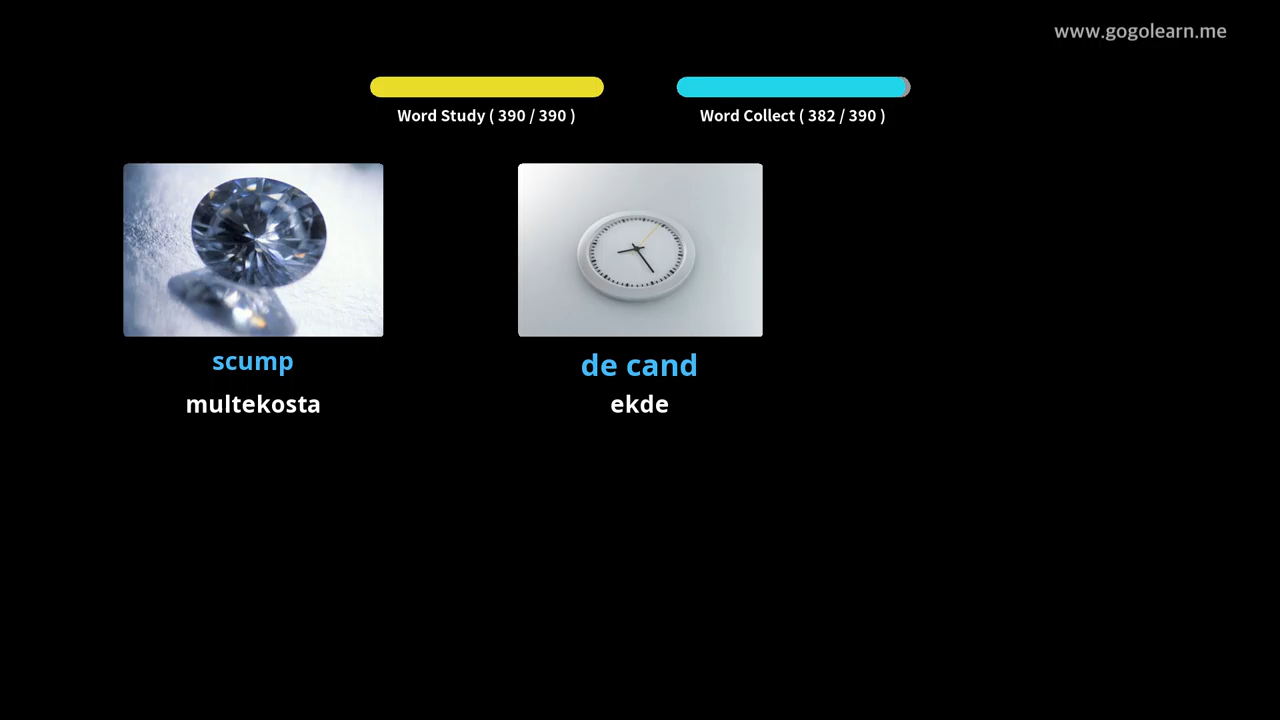 www.gogolearn.me
Word Study ( 390 / 390 )
Word Collect ( 382 / 390 )
scump
de cand
multekosta
ekde